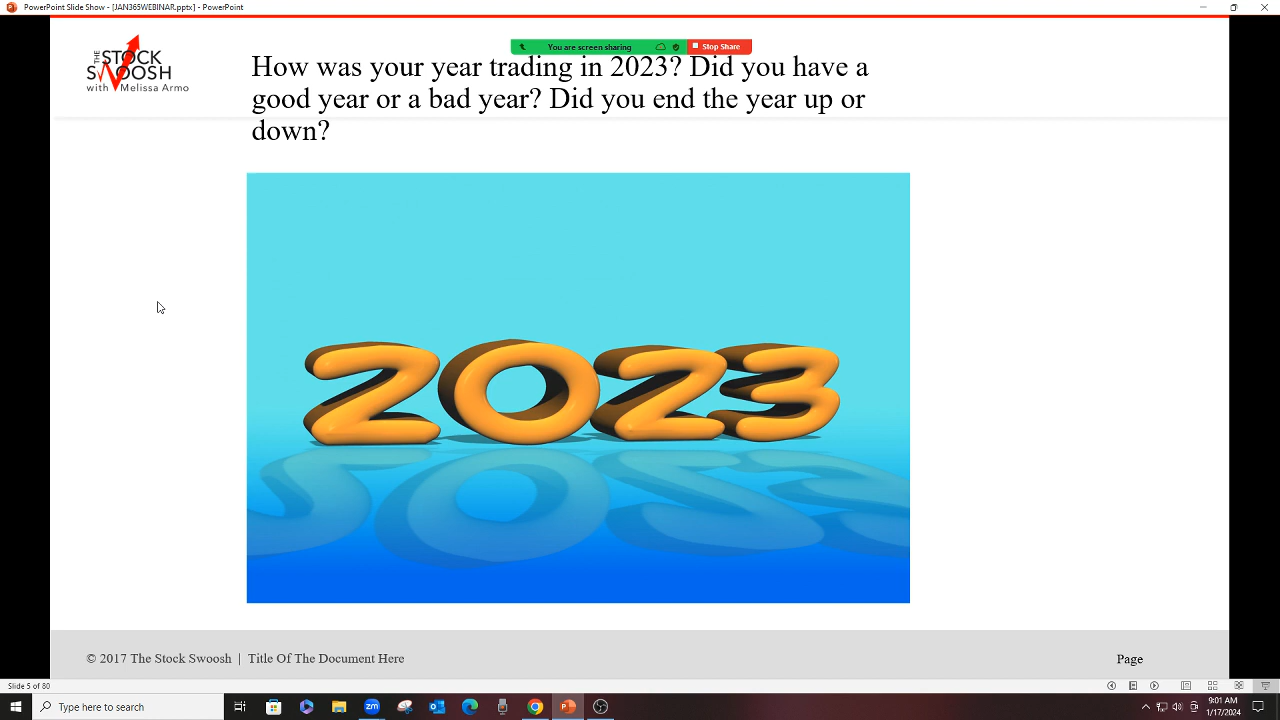 PowerPoint Slide Show - [JAN365WEBINAR.pptx] - PowerPoint
You are screen sharing
Stop Share
THE STOCK
SWOOSH
with Melissa Armo
How was your year trading in 2023? Did you have a
good year or a bad year? Did you end the year up or
down?
2023
© 2017 The Stock Swoosh | Title Of The Document Here
Page
Slide 5 of 80
Type here to search
zm
9:01 AM
1/17/2024